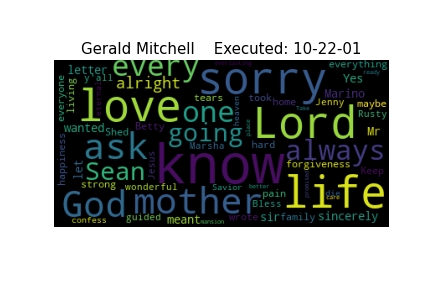 Gerald Mitchell    Executed: 10-22-01
every sorry everything
letter y'all alright Yes
everyone living love tears one took home heaven Jenny Marino maybe Rusty
wanted Shed Betty going Lord Mr
ask Marsha hard always
happiness let Sean Jesus know forgiveness
strong wonderful Savior better pain life Keep
God mother Bless die care
guided meant wrote sir family sincerely
confess mansion
place ready Take